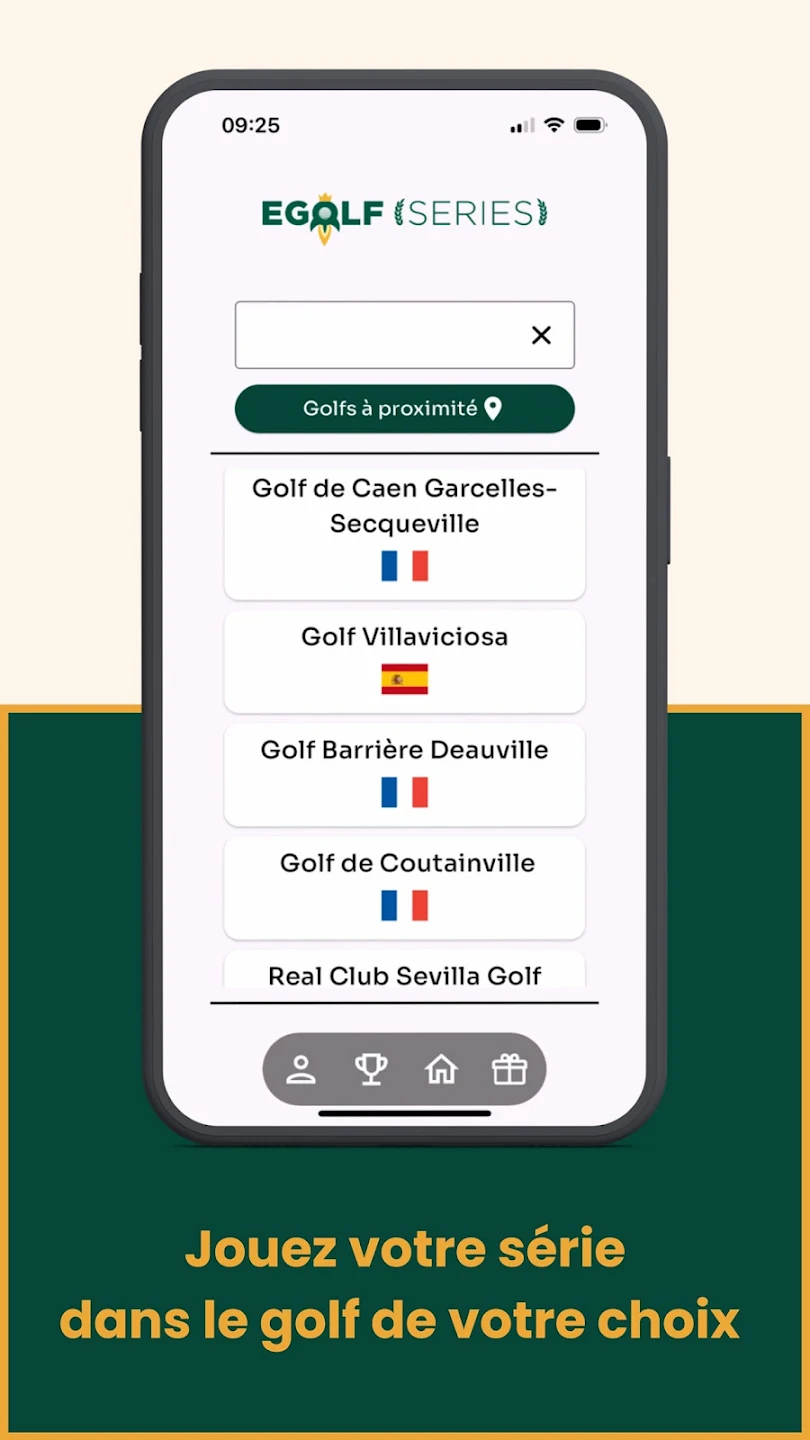 09:25
EGOLF (SERIES)
Golfs à proximité
Golf de Caen Garcelles-
Secqueville
Golf Villaviciosa
Golf Barrière Deauville
Golf de Coutainville
Real Club Sevilla Golf
Jouez votre série
dans le golf de votre choix